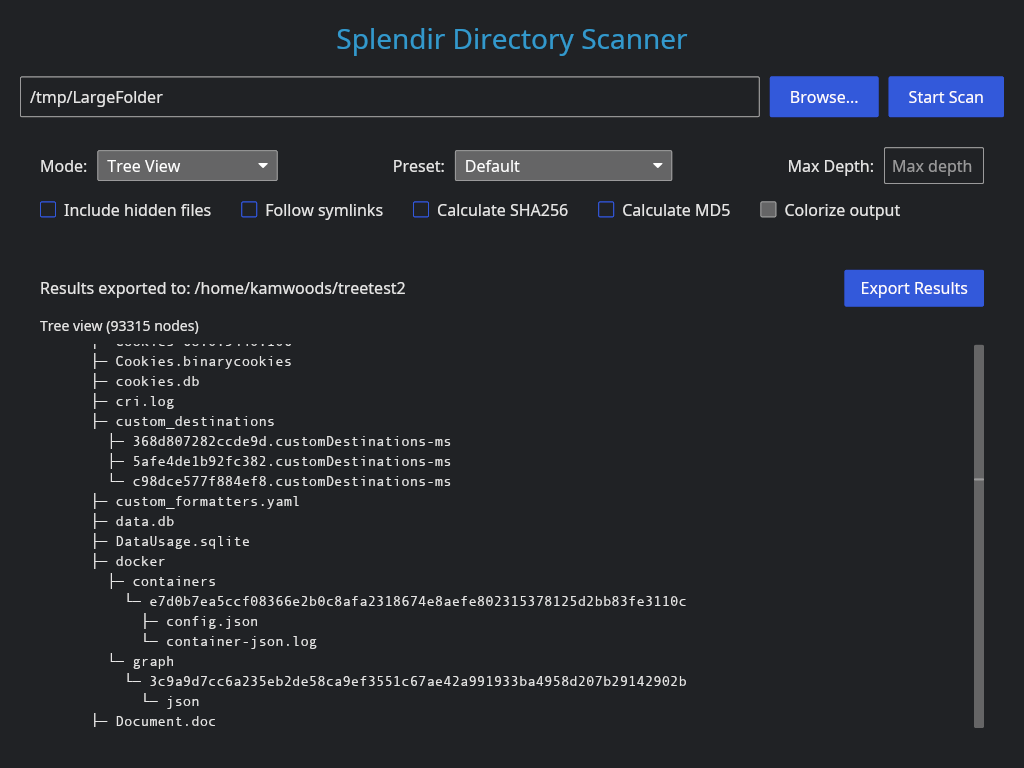 Splendir Directory Scanner
/tmp/LargeFolder
Browse...
Start Scan
Mode: Tree View
Preset: Default
Max Depth: Max depth
Include hidden files
Follow symlinks
Calculate SHA256
Calculate MD5
Colorize output
Results exported to: /home/kamwoods/treetest2
Export Results
Tree view (93315 nodes)
├─ Cookies.binarycookies
├─ cookies.db
├─ cri.log
├─ custom_destinations
├─ 368d807282ccde9d.customDestinations-ms
├─ 5afe4de1b92fc382.customDestinations-ms
└─ c98dce577f884ef8.customDestinations-ms
├─ custom_formatters.yaml
├─ data.db
├─ DataUsage.sqlite
├─ docker
├─ containers
└─ e7d0b7ea5ccf08366e2b0c8afa2318674e8aefe802315378125d2bb83fe3110c
├─ config.json
└─ container-json.log
└─ graph
└─ 3c9a9d7cc6a235eb2de58ca9ef3551c67ae42a991933ba4958d207b29142902b
└─ json
├─ Document.doc